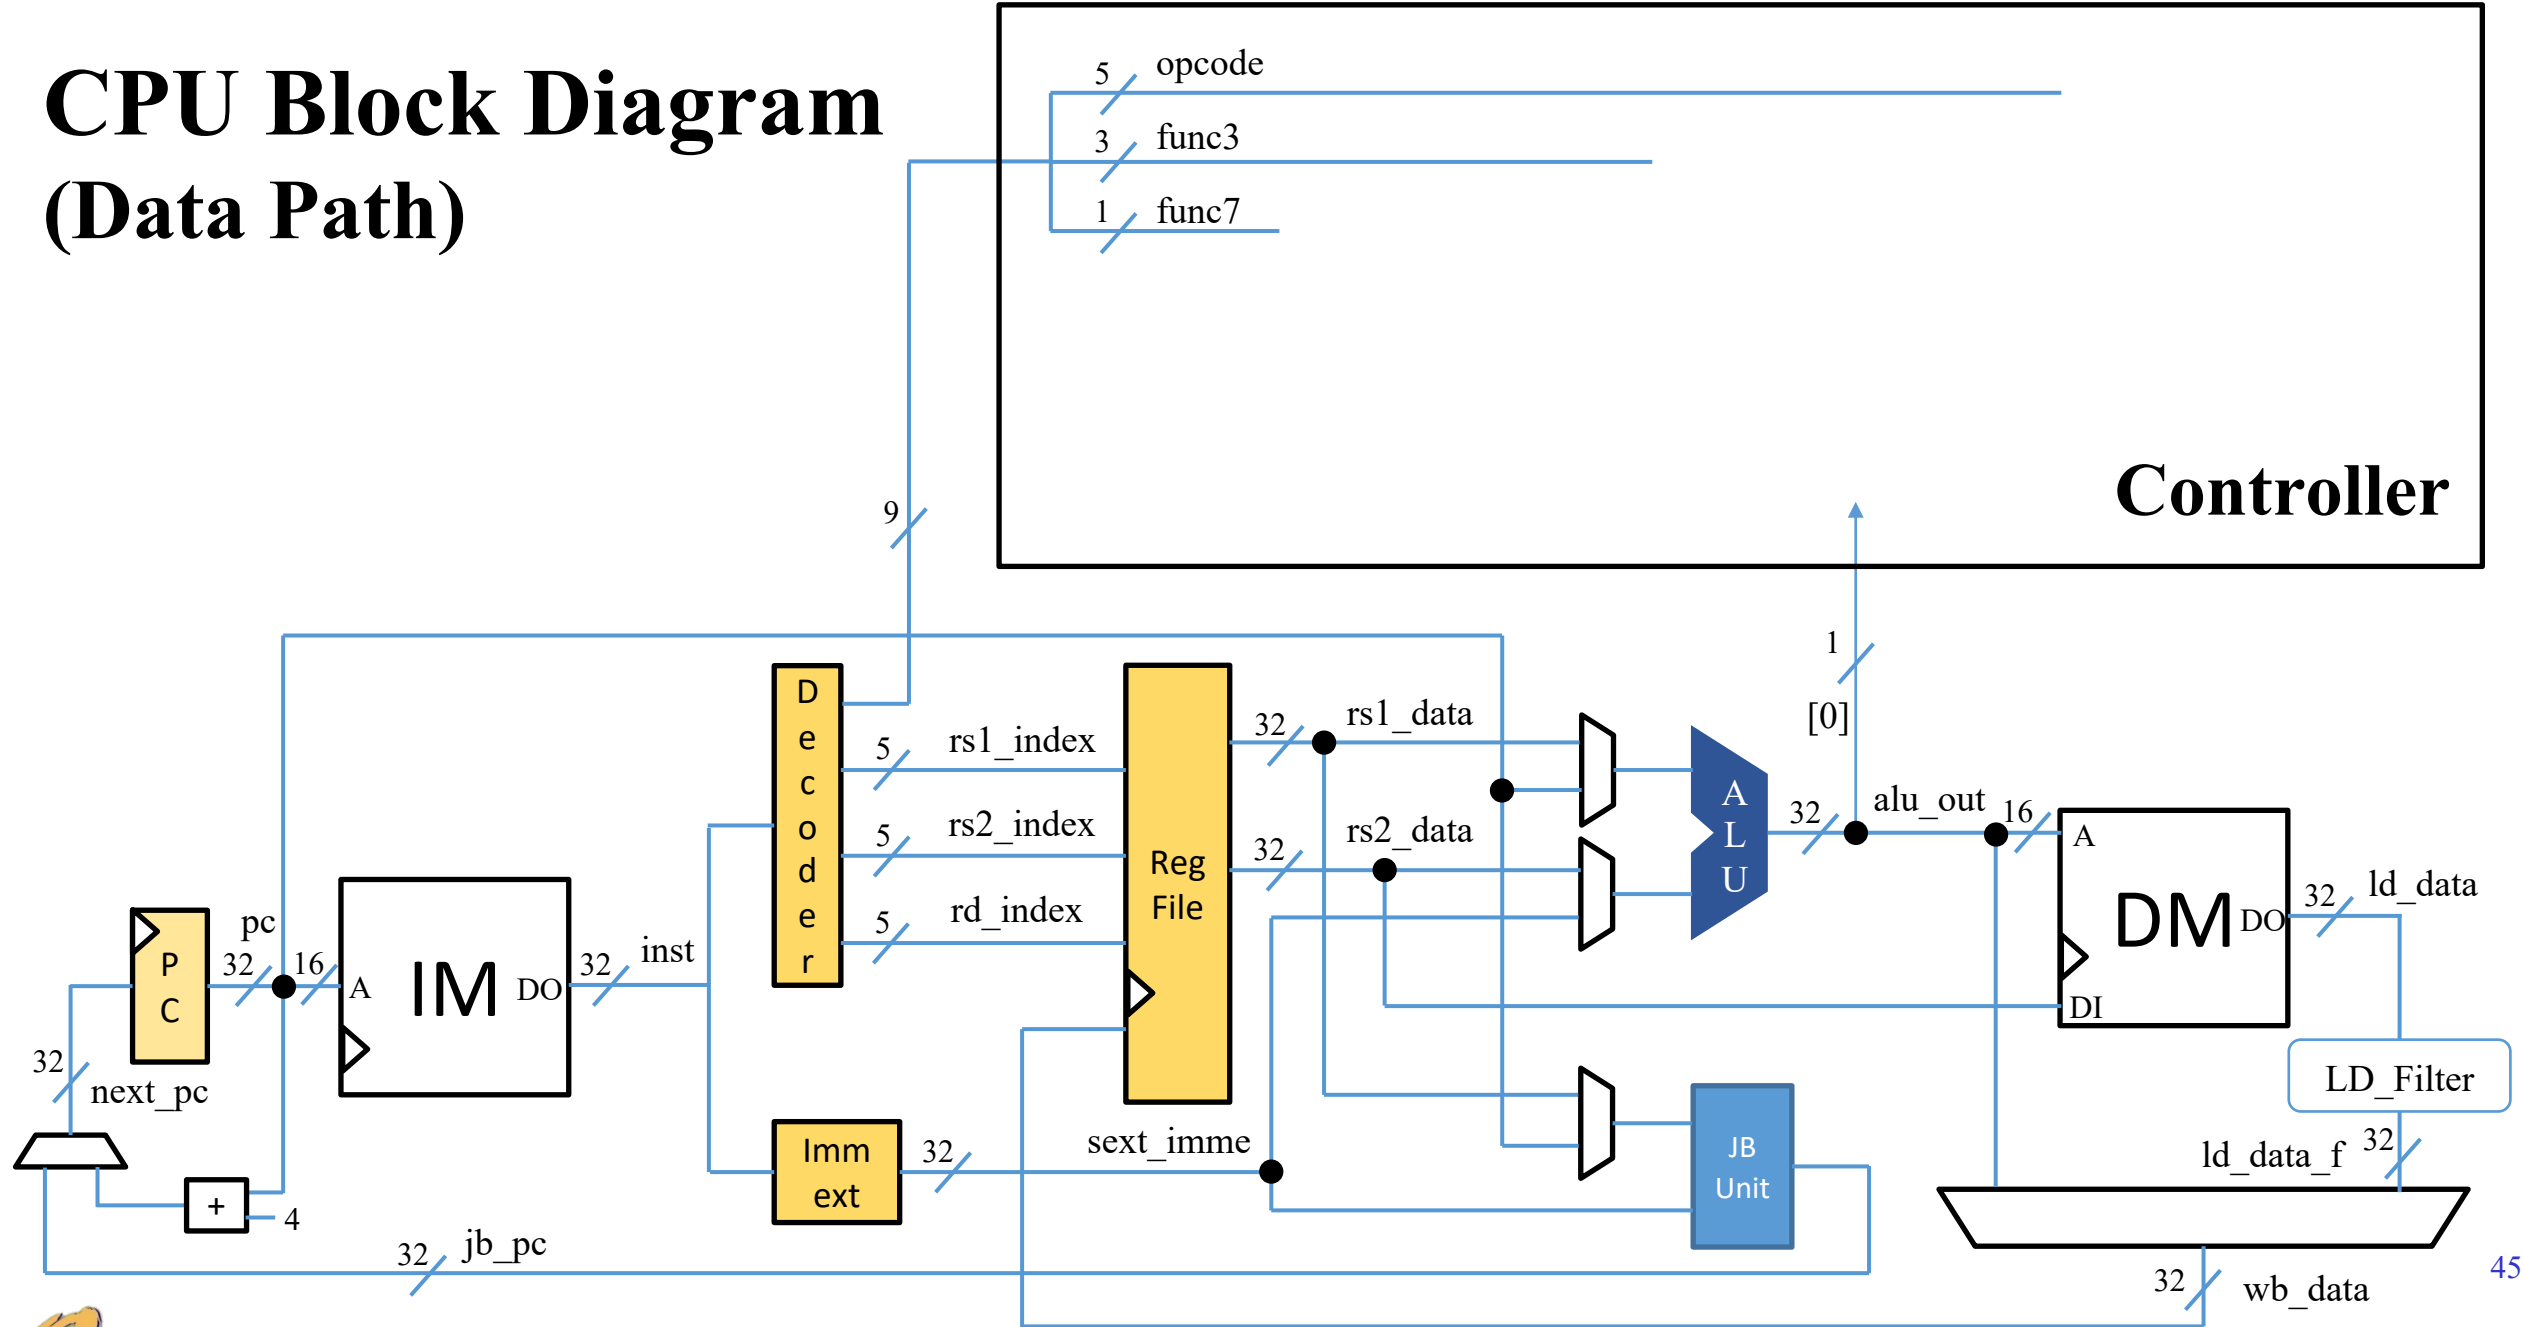 CPU Block Diagram
(Data Path)
5 opcode
3 func3
1 func7
Controller
9
1
[0]
D
e
c
o
d
e
r
5 rs1_index
5 rs2_index
5 rd_index
Reg
File
32 rs1_data
32 rs2_data
A
L
U
32 alu_out 16
A
DM
DO
DI
32 ld_data
LD_Filter
ld_data_f 32
P
C
pc
32 16
A
IM
DO
32 inst
32
next_pc
+
4
Imm
ext
32 sext_imme
JB
Unit
32 jb_pc
32 wb_data
45